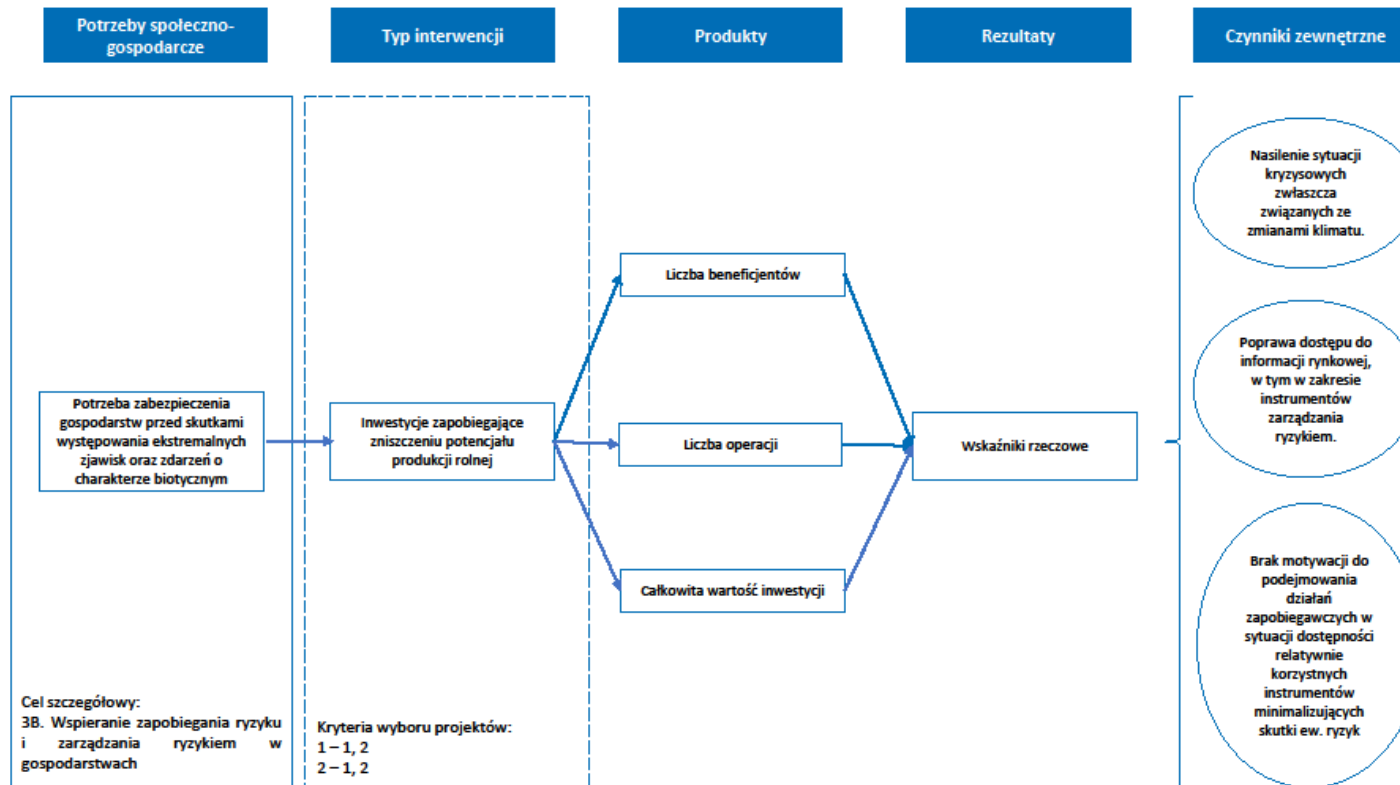 Potrzeby społeczno-
gospodarcze
Typ interwencji
Produkty
Rezultaty
Czynniki zewnętrzne
Potrzeba zabezpieczenia
gospodarstw przed skutkami
występowania ekstremalnych
zjawisk oraz zdarzeń o
charakterze biotycznym
Cel szczegółowy:
3B. Wspieranie zapobiegania ryzyku
i zarządzania ryzykiem w
gospodarstwach
Inwestycje zapobiegające
zniszczeniu potencjału
produkcji rolnej
Kryteria wyboru projektów:
1 – 1, 2
2 – 1, 2
Liczba beneficjentów
Liczba operacji
Całkowita wartość inwestycji
Wskaźniki rzeczowe
Nasilenie sytuacji
kryzysowych
zwłaszcza
związanych ze
zmianami klimatu.
Poprawa dostępu do
informacji rynkowej,
w tym w zakresie
instrumentów
zarządzania
ryzykiem.
Brak motywacji do
podejmowania
działań
zapobiegawczych w
sytuacji dostępności
relatywnie
korzystnych
instrumentów
minimalizujących
skutki ew. ryzyk